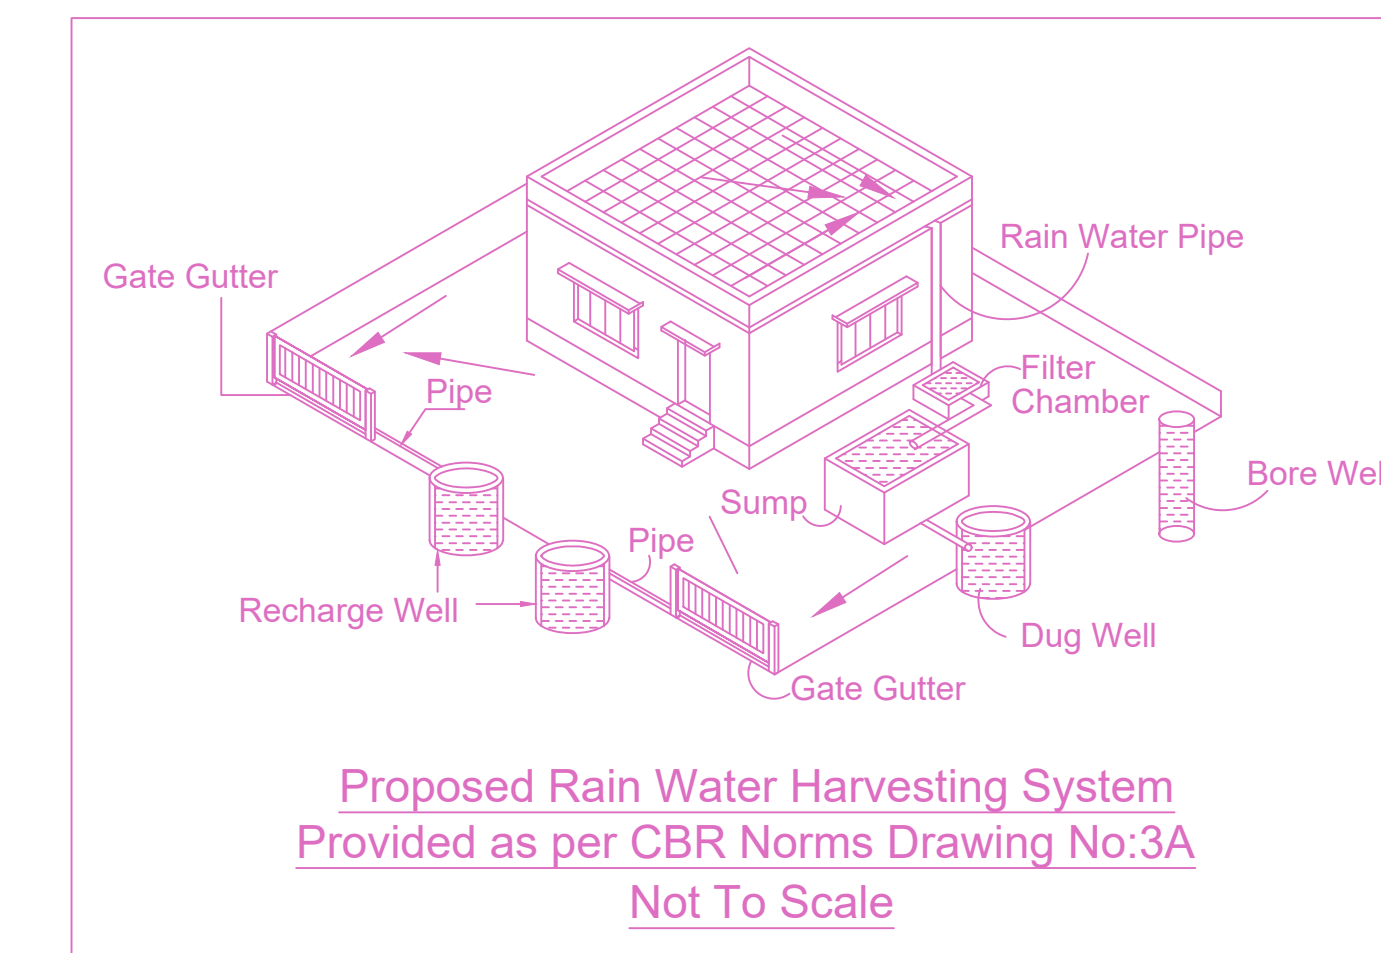 Rain Water Pipe
Gate Gutter
Filter
Chamber
Pipe
Bore Wel
Sump
Pipe
Recharge Well
Dug Well
Gate Gutter
Proposed Rain Water Harvesting System
Provided as per CBR Norms Drawing No:3A
Not To Scale